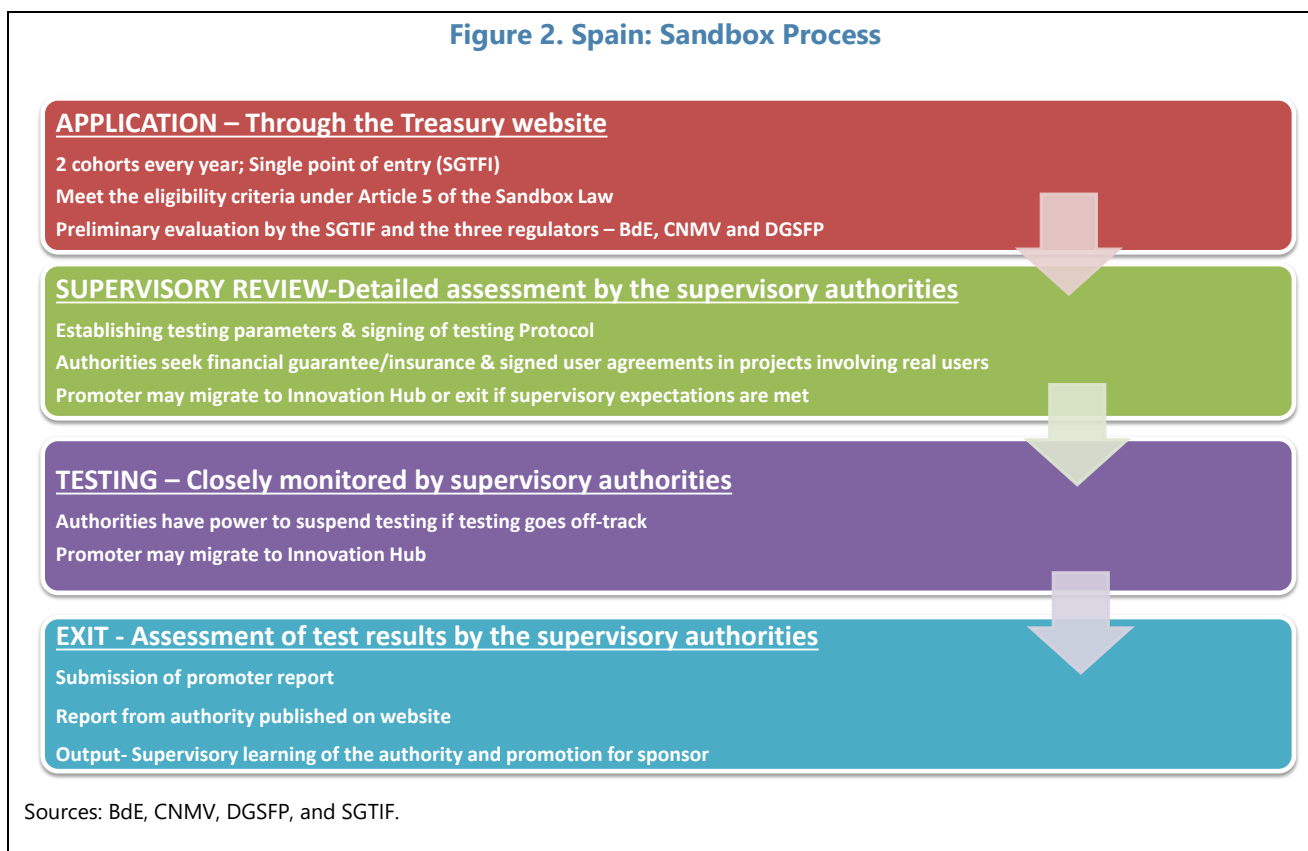 Figure 2. Spain: Sandbox Process
APPLICATION – Through the Treasury website
2 cohorts every year; Single point of entry (SGTFI)
Meet the eligibility criteria under Article 5 of the Sandbox Law
Preliminary evaluation by the SGTIF and the three regulators – BdE, CNMV and DGSFP
SUPERVISORY REVIEW-Detailed assessment by the supervisory authorities
Establishing testing parameters & signing of testing Protocol
Authorities seek financial guarantee/insurance & signed user agreements in projects involving real users
Promoter may migrate to Innovation Hub or exit if supervisory expectations are met
TESTING – Closely monitored by supervisory authorities
Authorities have power to suspend testing if testing goes off-track
Promoter may migrate to Innovation Hub
EXIT - Assessment of test results by the supervisory authorities
Submission of promoter report
Report from authority published on website
Output- Supervisory learning of the authority and promotion for sponsor
Sources: BdE, CNMV, DGSFP, and SGTIF.